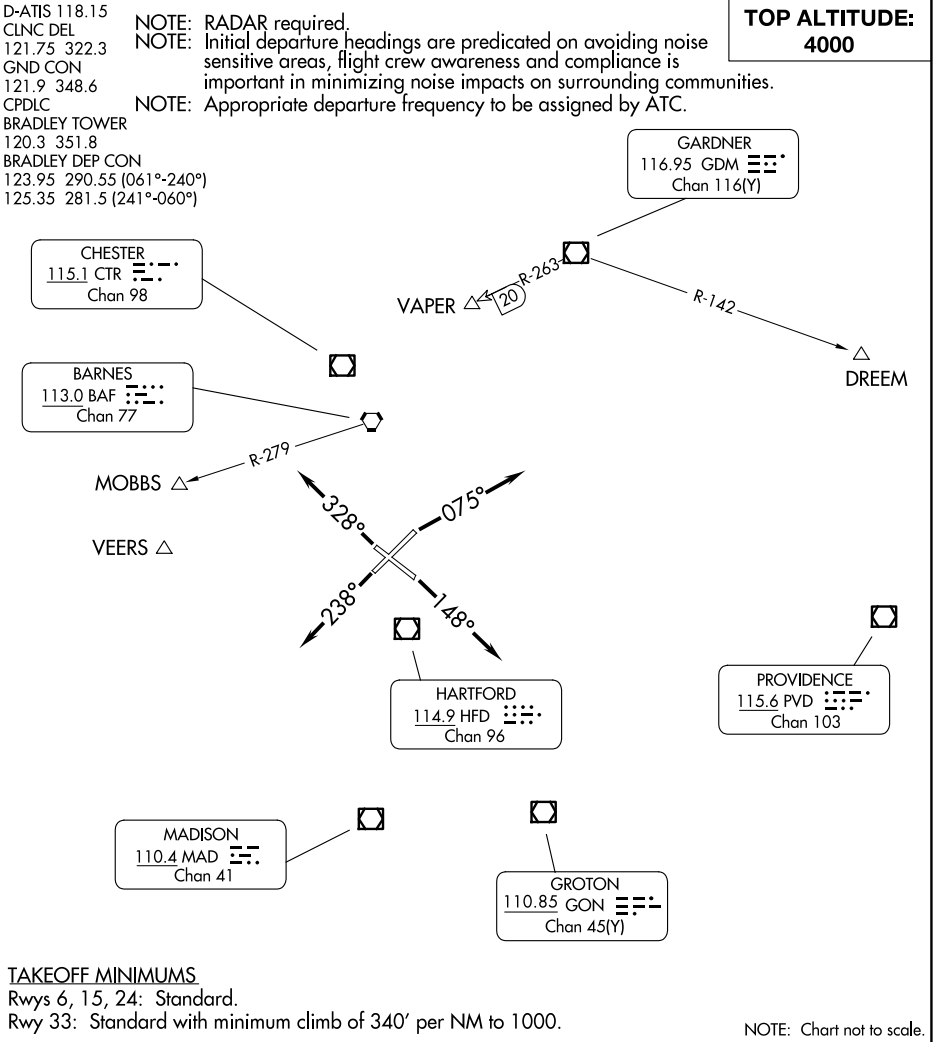 D-ATIS 118.15
CLNC DEL
121.75 322.3
GND CON
121.9 348.6
CPDLC
BRADLEY TOWER
120.3 351.8
BRADLEY DEP CON
123.95 290.55 (061°-240°)
125.35 281.5 (241°-060°)
NOTE: RADAR required.
NOTE: Initial departure headings are predicated on avoiding noise
sensitive areas, flight crew awareness and compliance is
important in minimizing noise impacts on surrounding communities.
NOTE: Appropriate departure frequency to be assigned by ATC.
TOP ALTITUDE:
4000
GARDNER
116.95 GDM
Chan 116(Y)
CHESTER
115.1 CTR
Chan 98
R-263
20
VAPER
R-142
DREEM
BARNES
113.0 BAF
Chan 77
R-279
MOBBS
VEERS
328°
075°
238°
148°
HARTFORD
114.9 HFD
Chan 96
PROVIDENCE
115.6 PVD
Chan 103
MADISON
110.4 MAD
Chan 41
GROTON
110.85 GON
Chan 45(Y)
TAKEOFF MINIMUMS
Rwys 6, 15, 24: Standard.
Rwy 33: Standard with minimum climb of 340' per NM to 1000.
NOTE: Chart not to scale.